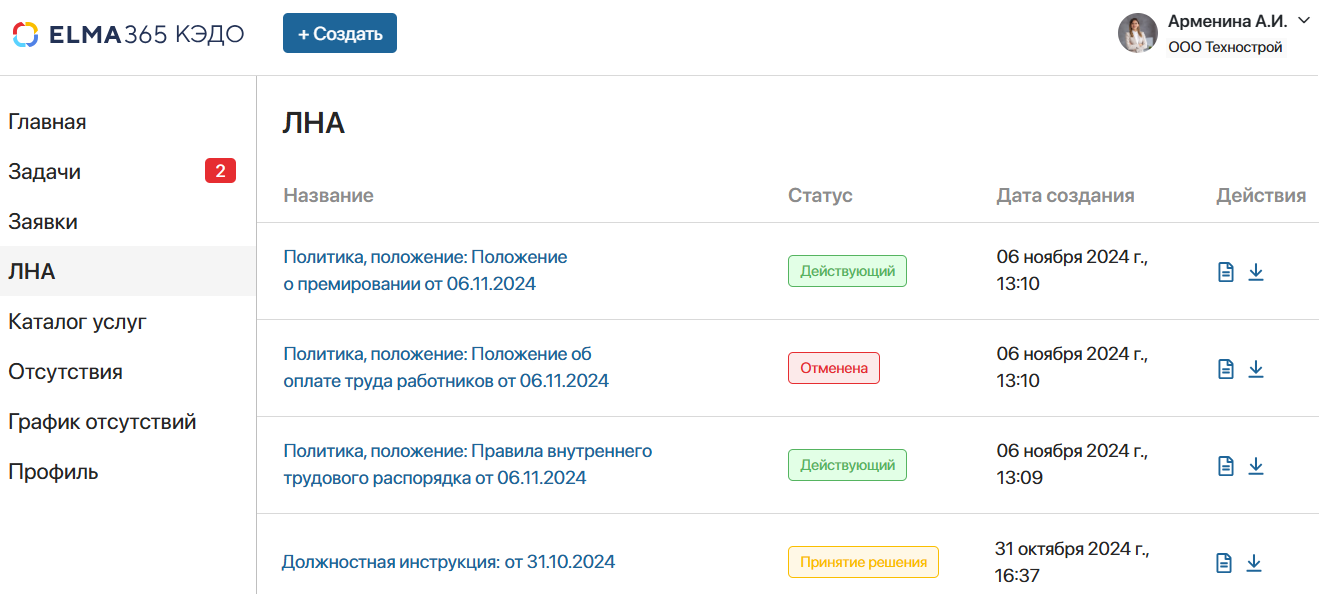 ELMA365 КЭДО
+ Создать
Арменина А.И.
ООО Технострой
Главная
Задачи
2
Заявки
ЛНА
Каталог услуг
Отсутствия
График отсутствий
Профиль
ЛНА
Название
Статус
Дата создания
Действия
Политика, положение: Положение
о премировании от 06.11.2024
Действующий
06 ноября 2024 г.,
13:10
Политика, положение: Положение об
оплате труда работников от 06.11.2024
Отменена
06 ноября 2024 г.,
13:10
Политика, положение: Правила внутреннего
трудового распорядка от 06.11.2024
Действующий
06 ноября 2024 г.,
13:09
Должностная инструкция: от 31.10.2024
Принятие решения
31 октября 2024 г.,
16:37